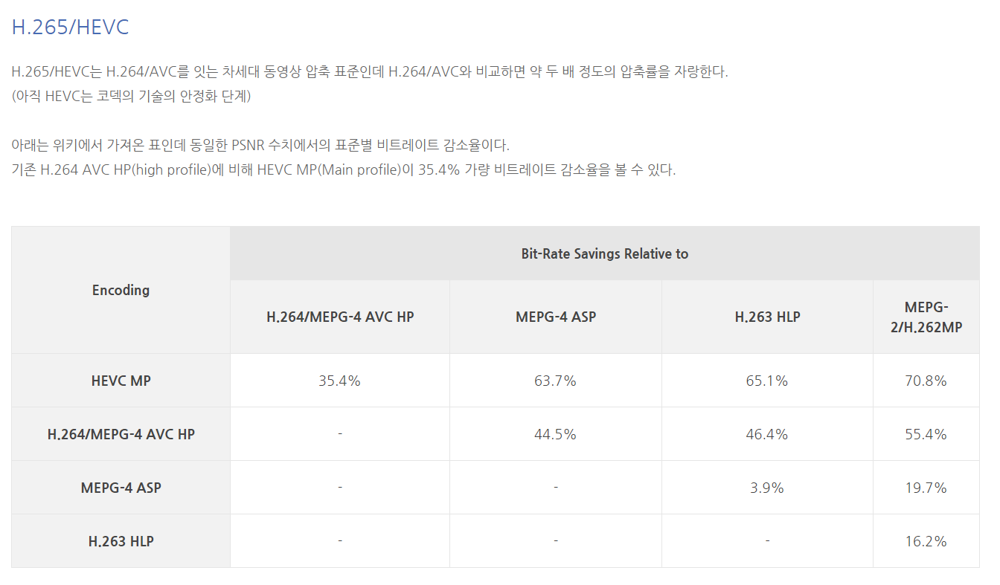 H.265/HEVC
H.265/HEVC는 H.264/AVC를 잇는 차세대 동영상 압축 표준인데 H.264/AVC와 비교하면 약 두 배 정도의 압축률을 자랑한다.
(아직 HEVC는 코덱의 기술의 안정화 단계)
아래는 위키에서 가져온 표인데 동일한 PSNR 수치에서의 표준별 비트레이트 감소율이다.
기존 H.264 AVC HP(high profile)에 비해 HEVC MP(Main profile)이 35.4% 가량 비트레이트 감소율을 볼 수 있다.
Encoding
Bit-Rate Savings Relative to
H.264/MEPG-4 AVC HP
MEPG-4 ASP
H.263 HLP
MEPG-
2/H.262MP
HEVC MP 35.4% 63.7% 65.1% 70.8%
H.264/MEPG-4 AVC HP - 44.5% 46.4% 55.4%
MEPG-4 ASP - - 3.9% 19.7%
H.263 HLP - - - 16.2%